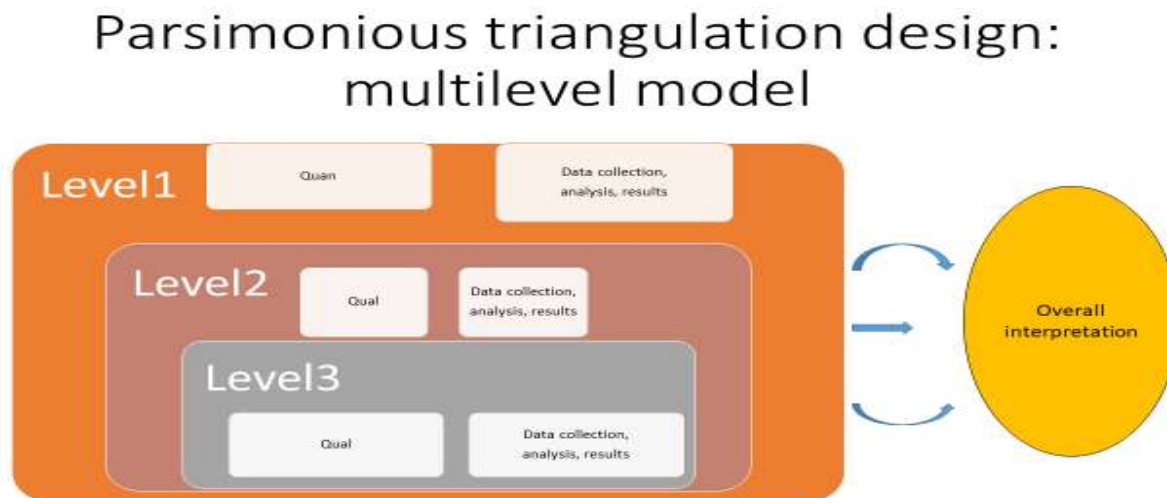 Parsimonious triangulation design:
multilevel model
Level1
Quan
Data collection,
analysis, results
Level2
Qual
Data collection,
analysis, results
Level3
Qual
Data collection,
analysis, results
Overall
interpretation